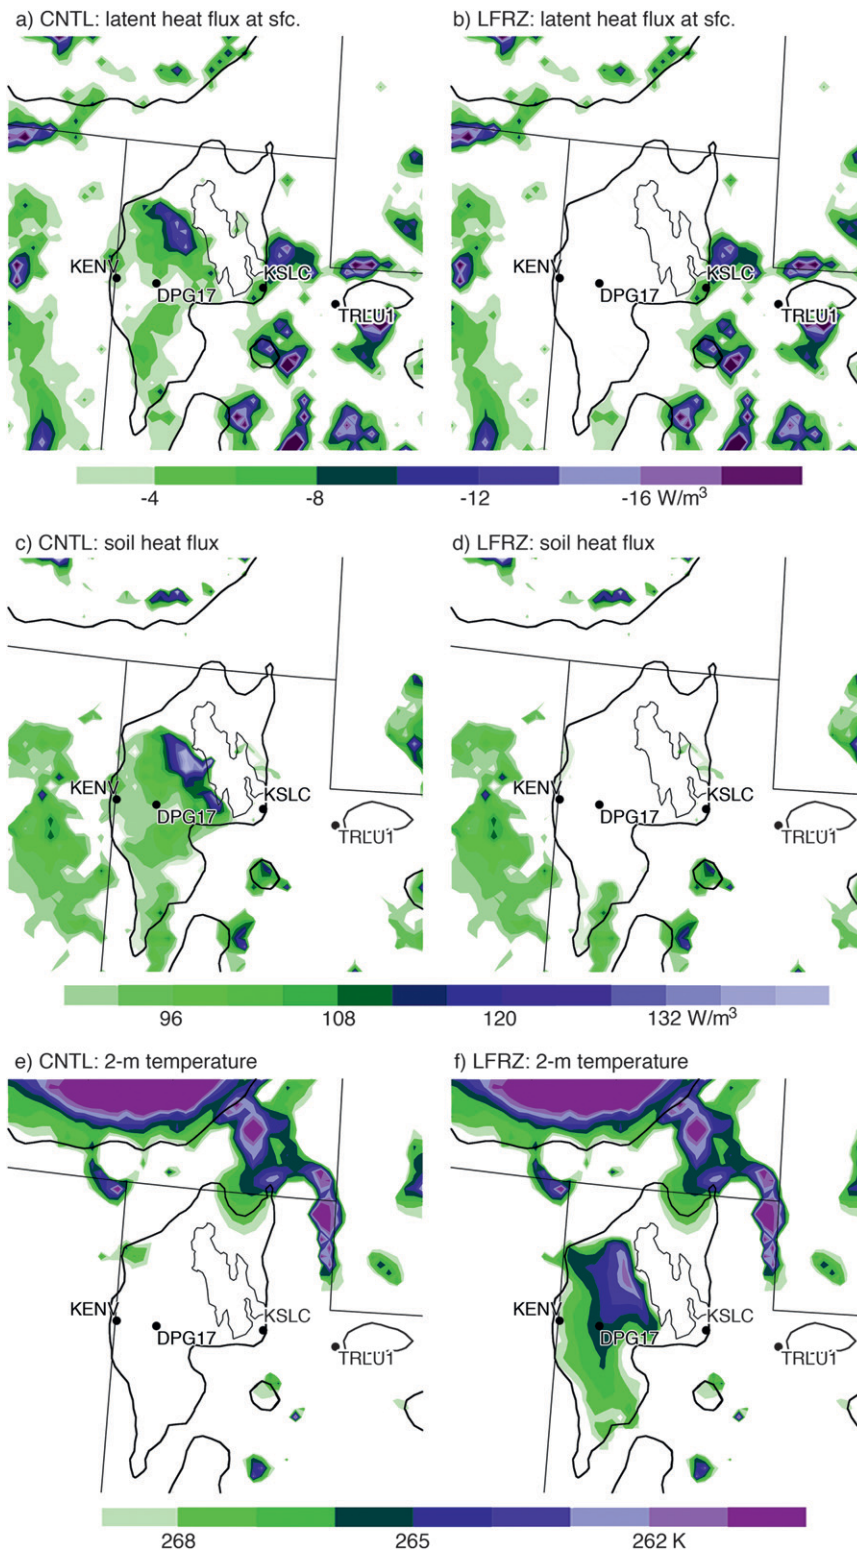 a) CNTL: latent heat flux at sfc.
b) LFRZ: latent heat flux at sfc.
KENV
DPG17
KSLC
TRLU1
KENV
DPG17
KSLC
TRLU1
-4 -8 -12 -16 W/m³
c) CNTL: soil heat flux
d) LFRZ: soil heat flux
KENV
DPG17
KSLC
TRLU1
KENV
DPG17
KSLC
TRLU1
96 108 120 132 W/m³
e) CNTL: 2-m temperature
f) LFRZ: 2-m temperature
KENV
DPG17
KSLC
TRLU1
KENV
DPG17
KSLC
TRLU1
268 265 262 K